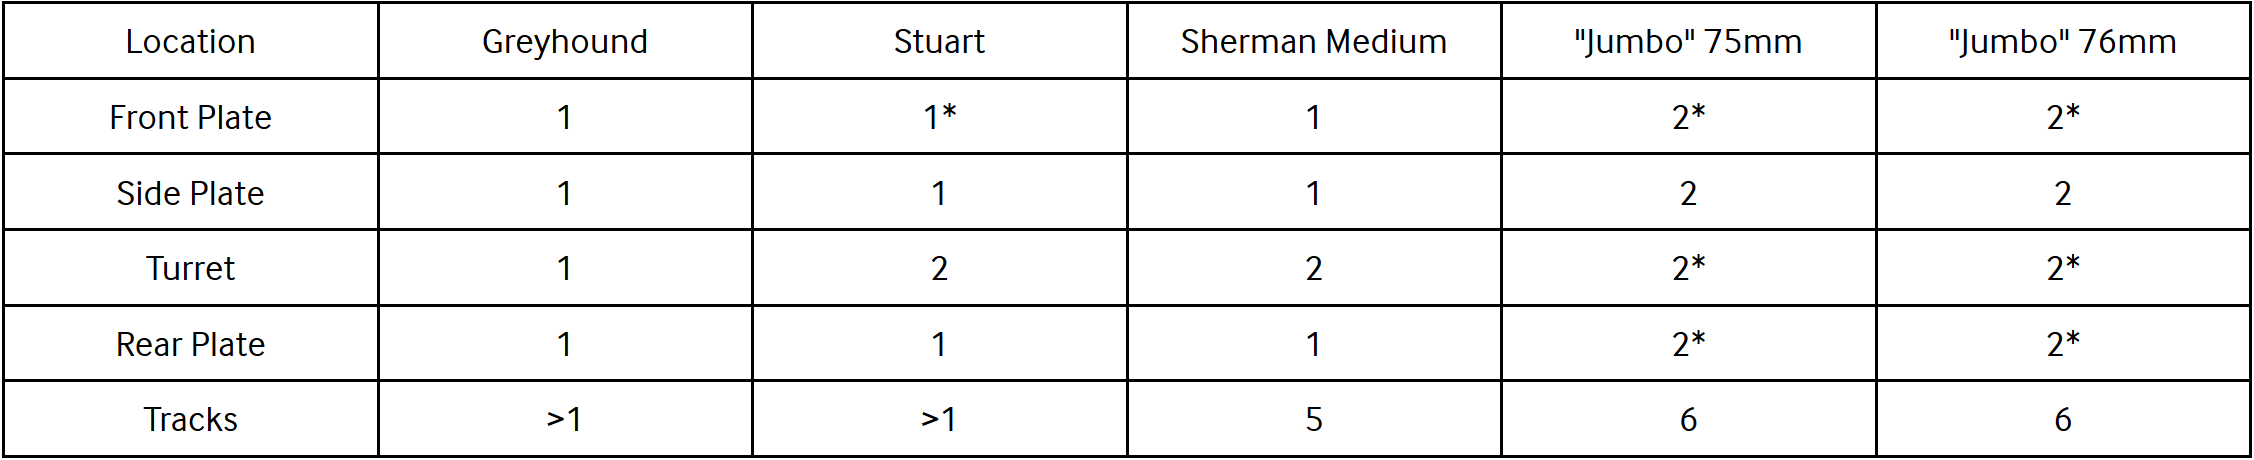 Location Greyhound Stuart Sherman Medium "Jumbo" 75mm "Jumbo" 76mm
Front Plate 1 1* 1 2* 2*
Side Plate 1 1 1 2 2
Turret 1 2 2 2* 2*
Rear Plate 1 1 1 2* 2*
Tracks >1 >1 5 6 6